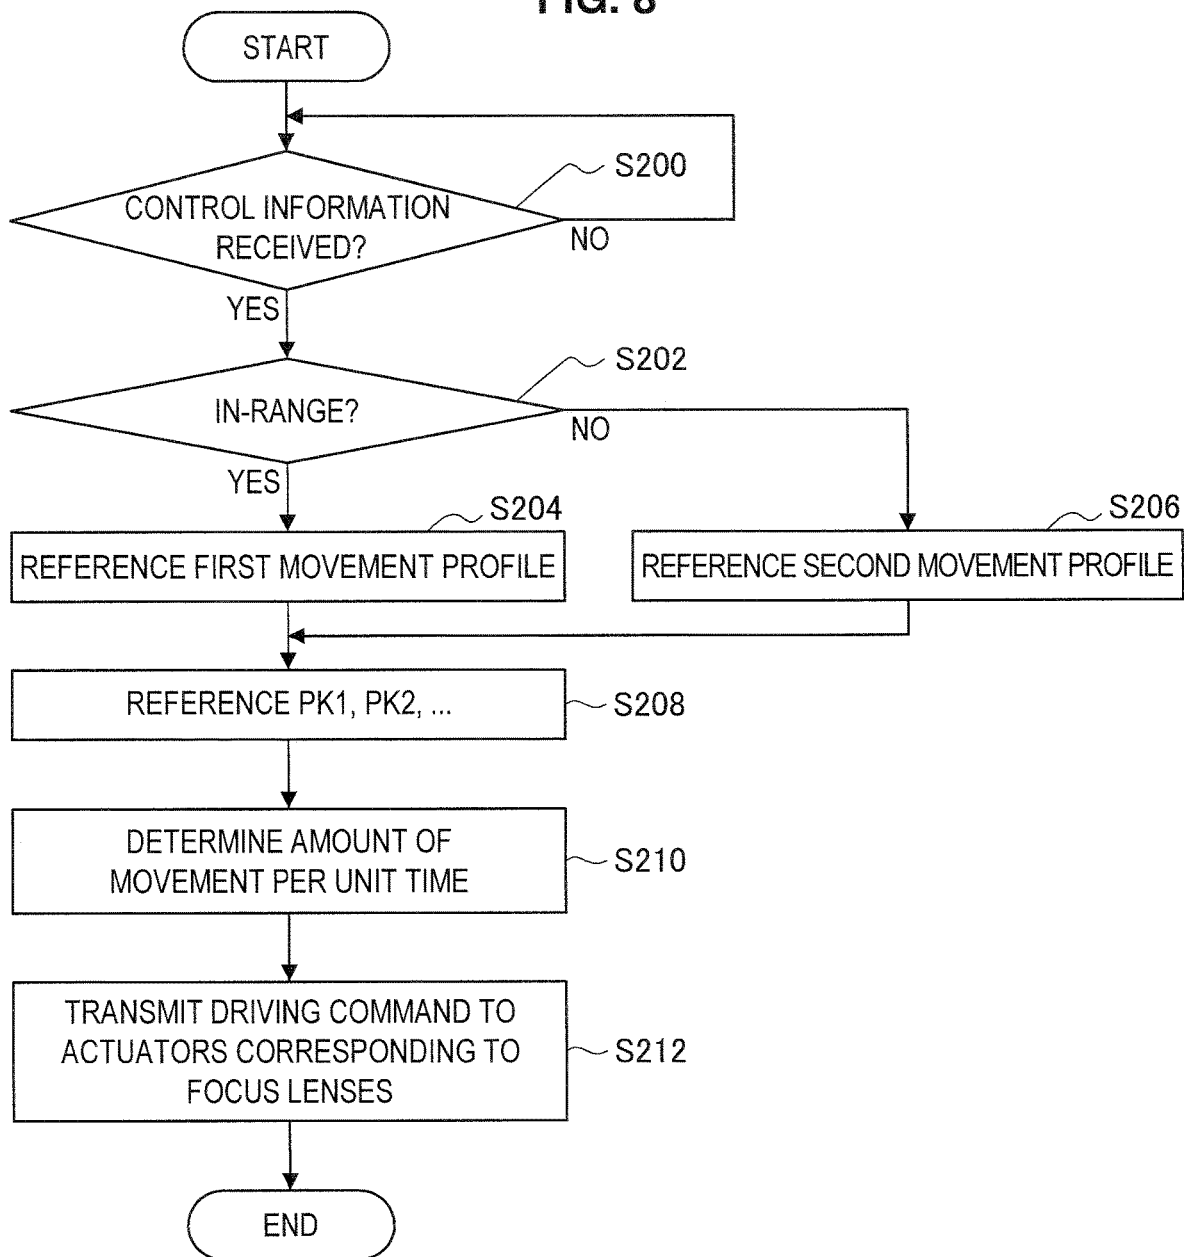 FIG. 8
START
S200
CONTROL INFORMATION
RECEIVED?
NO
YES
S202
IN-RANGE?
NO
YES
S204
S206
REFERENCE FIRST MOVEMENT PROFILE
REFERENCE SECOND MOVEMENT PROFILE
REFERENCE PK1, PK2, ...
S208
DETERMINE AMOUNT OF
MOVEMENT PER UNIT TIME
S210
TRANSMIT DRIVING COMMAND TO
ACTUATORS CORRESPONDING TO
FOCUS LENSES
S212
END